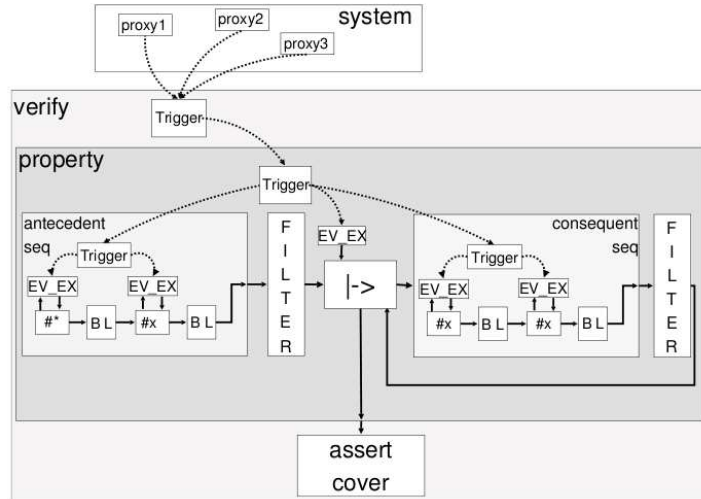 system
proxy1
proxy2
proxy3
verify
Trigger
property
Trigger
antecedent
seq
Trigger
EV_EX
EV_EX
#*
B L
#x
B L
F
I
L
T
E
R
EV_EX
|->
consequent
seq
Trigger
EV_EX
EV_EX
#x
B L
#x
B L
F
I
L
T
E
R
assert
cover